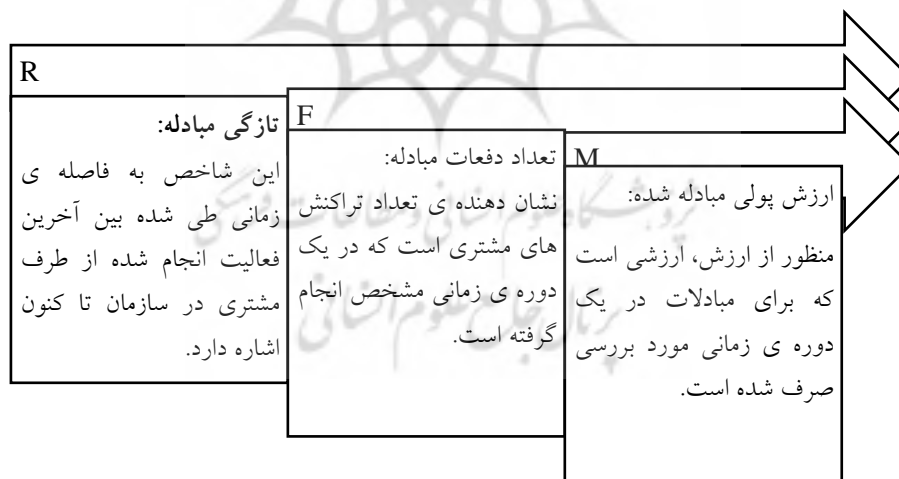 R
تازگی مبادله:
این شاخص به فاصله ی
زمانی طی شده بین آخرین
فعالیت انجام شده از طرف
مشتری در سازمان تا کنون
اشاره دارد.
F
تعداد دفعات مبادله:
نشان دهنده ی تعداد تراکنش
های مشتری است که در یک
دوره ی زمانی مشخص انجام
گرفته است.
M
ارزش پولی مبادله شده:
منظور از ارزش، ارزشی است
که برای مبادلات در یک
دوره ی زمانی مورد بررسی
صرف شده است.